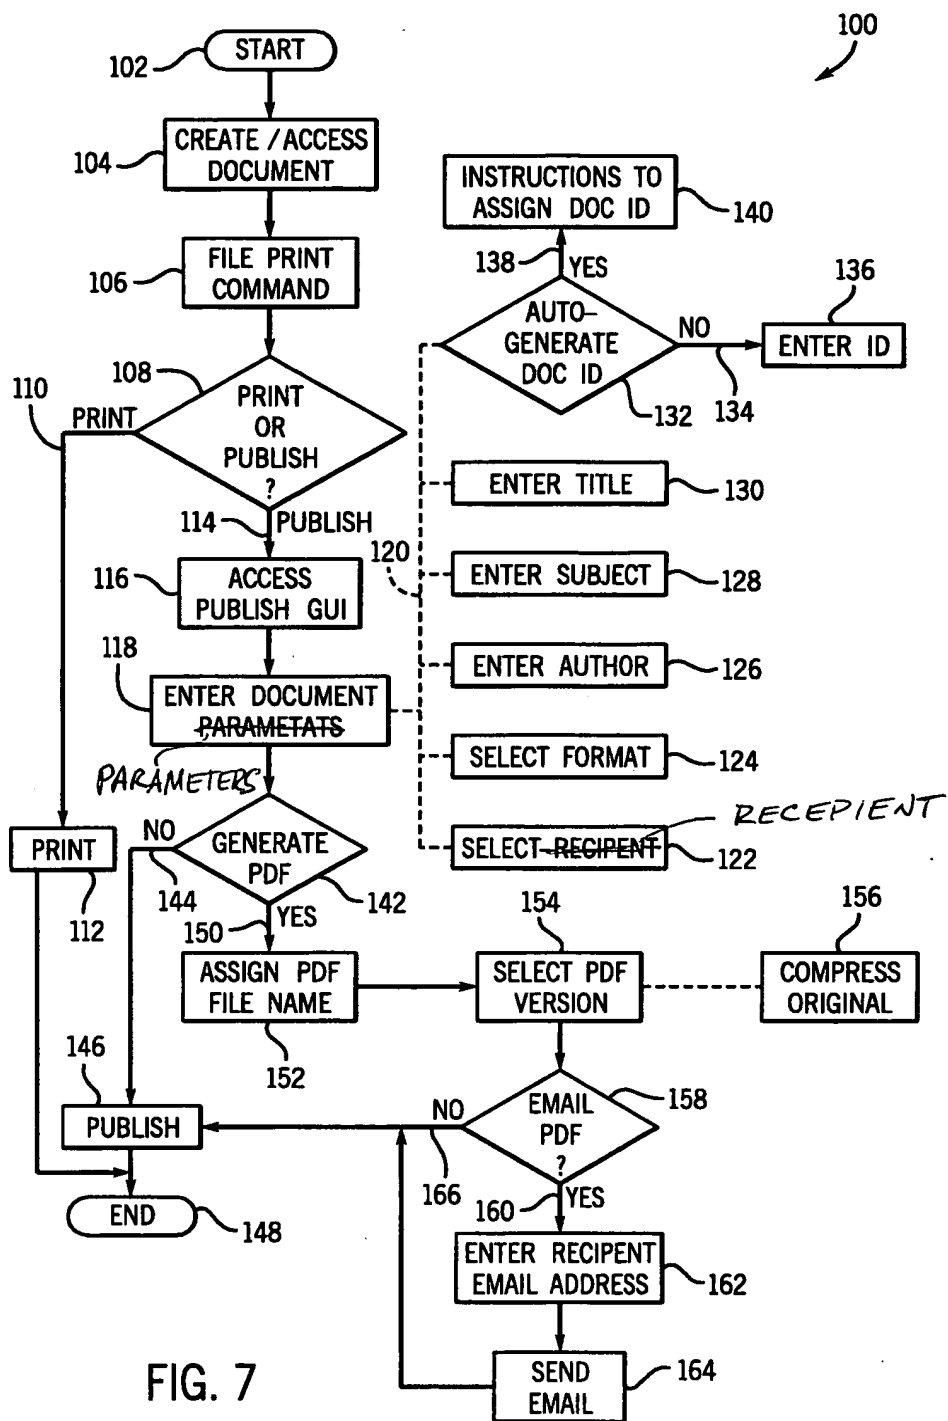 100
START
102
CREATE / ACCESS
DOCUMENT
104
FILE PRINT
COMMAND
106
INSTRUCTIONS TO
ASSIGN DOC ID
140
138
YES
AUTO-
GENERATE
DOC ID
132
NO
134
136
ENTER ID
108
110
PRINT
PRINT
OR
PUBLISH
?
114
PUBLISH
ENTER TITLE
130
120
116
ACCESS
PUBLISH GUI
ENTER SUBJECT
128
118
ENTER DOCUMENT
PARAMETATS
PARAMETERS
ENTER AUTHOR
126
SELECT FORMAT
124
SELECT RECIPENT
RECEPIENT
122
PRINT
112
NO
144
GENERATE
PDF
142
150
YES
ASSIGN PDF
FILE NAME
152
154
SELECT PDF
VERSION
156
COMPRESS
ORIGINAL
146
PUBLISH
NO
166
EMAIL
PDF
?
158
END
148
160
YES
ENTER RECIPENT
EMAIL ADDRESS
162
SEND
EMAIL
164
FIG. 7